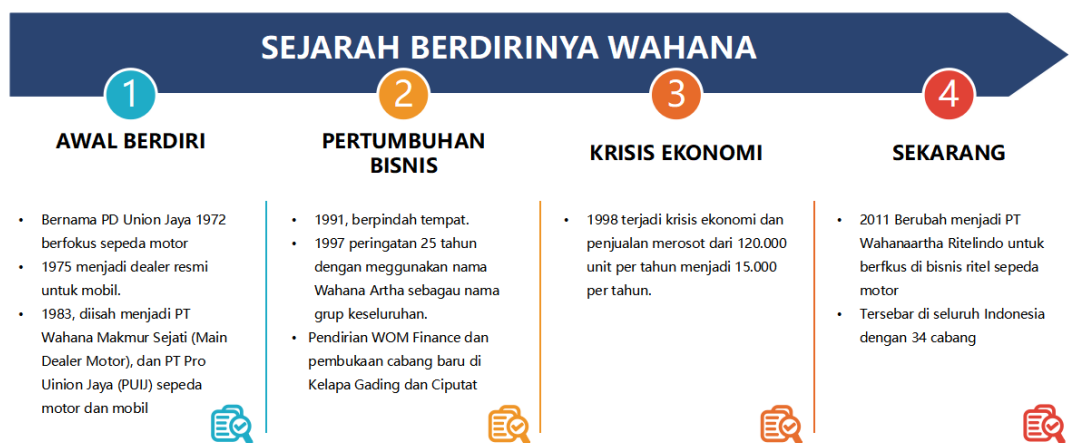 SEJARAH BERDIRINYA WAHANA
1
AWAL BERDIRI
• Bernama PD Union Jaya 1972
berfokus sepeda motor
• 1975 menjadi dealer resmi
untuk mobil.
• 1983, diisah menjadi PT
Wahana Makmur Sejati (Main
Dealer Motor), dan PT Pro
Uinion Jaya (PUIJ) sepeda
motor dan mobil
2
PERTUMBUHAN
BISNIS
• 1991, berpindah tempat.
• 1997 peringatan 25 tahun
dengan meggunakan nama
Wahana Artha sebagau nama
grup keseluruhan.
• Pendirian WOM Finance dan
pembukaan cabang baru di
Kelapa Gading dan Ciputat
3
KRISIS EKONOMI
• 1998 terjadi krisis ekonomi dan
penjualan merosot dari 120.000
unit per tahun menjadi 15.000
per tahun.
4
SEKARANG
• 2011 Berubah menjadi PT
Wahanaartha Ritelindo untuk
berfkus di bisnis ritel sepeda
motor
• Tersebar di seluruh Indonesia
dengan 34 cabang